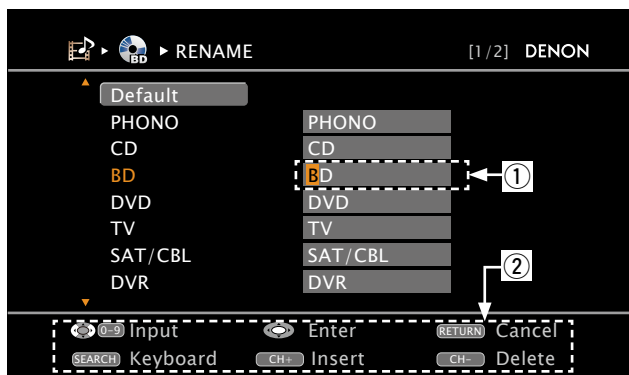 BD ▸ RENAME [1/2] DENON
Default
PHONO PHONO
CD CD
BD BD ①
DVD DVD
TV TV
SAT/CBL SAT/CBL
DVR DVR
②
0-9 Input Enter RETURN Cancel
SEARCH Keyboard CH+ Insert CH- Delete